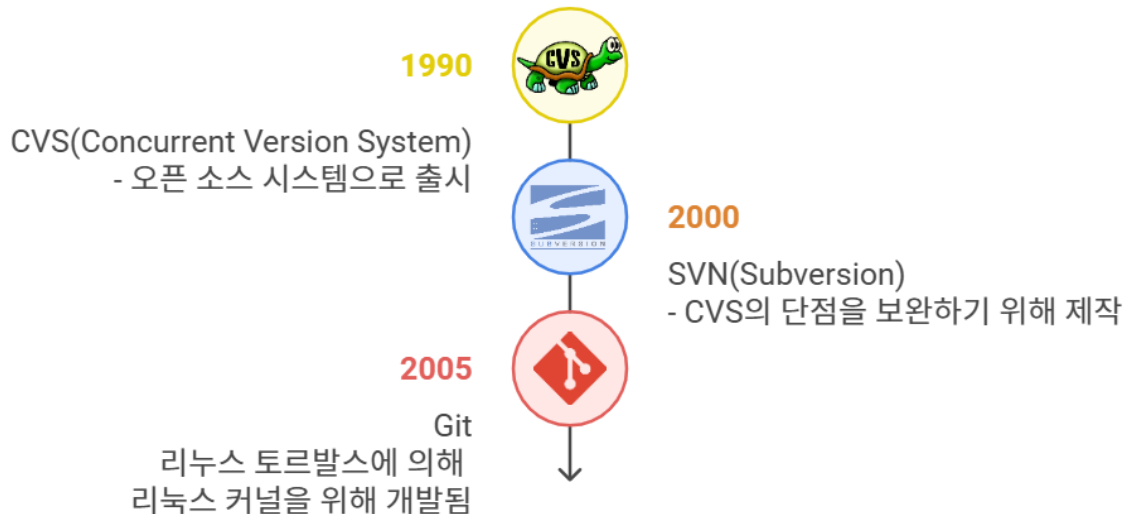 CVS
1990
CVS(Concurrent Version System)
- 오픈 소스 시스템으로 출시
SUBVERSION
2000
SVN(Subversion)
- CVS의 단점을 보완하기 위해 제작
2005
Git
리누스 토르발스에 의해
리눅스 커널을 위해 개발됨